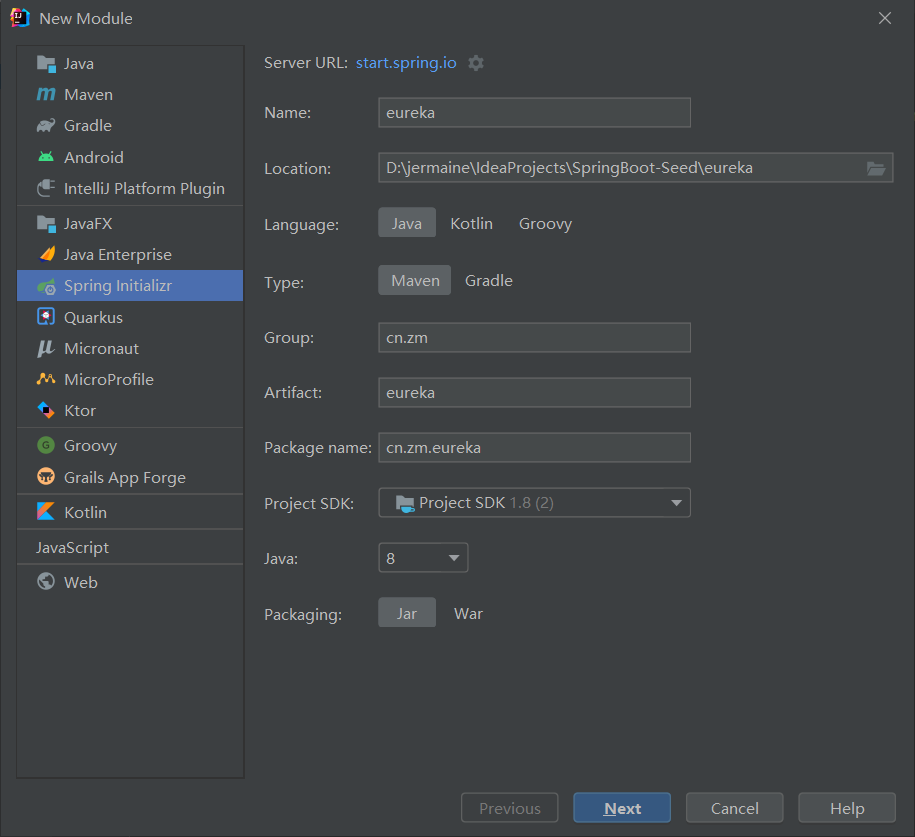 New Module
Java
Maven
Gradle
Android
IntelliJ Platform Plugin
JavaFX
Java Enterprise
Spring Initializr
Quarkus
Micronaut
MicroProfile
Ktor
Groovy
Grails App Forge
Kotlin
JavaScript
Web
Server URL: start.spring.io
Name: eureka
Location: D:\jermaine\IdeaProjects\SpringBoot-Seed\eureka
Language: Java Kotlin Groovy
Type: Maven Gradle
Group: cn.zm
Artifact: eureka
Package name: cn.zm.eureka
Project SDK: Project SDK 1.8 (2)
Java: 8
Packaging: Jar War
Previous Next Cancel Help